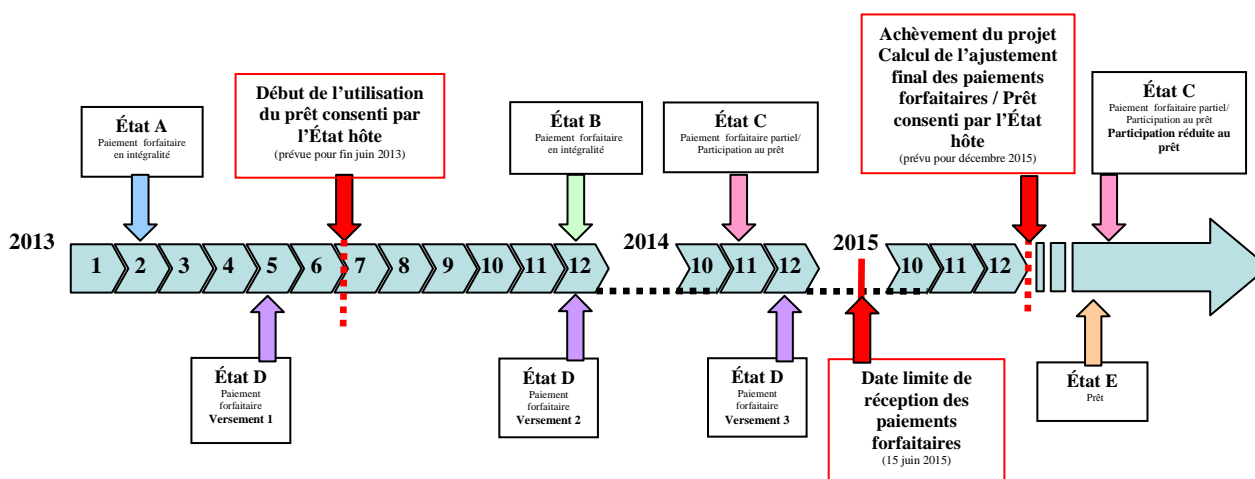 Achèvement du projet
Calcul de l'ajustement
final des paiements
forfaitaires / Prêt
consenti par l'État
hôte
(prévu pour décembre 2015)
Début de l'utilisation
du prêt consenti par
l'État hôte
(prévue pour fin juin 2013)
État A
Paiement forfaitaire
en intégralité
État B
Paiement forfaitaire
en intégralité
État C
Paiement forfaitaire partiel/
Participation au prêt
État C
Paiement forfaitaire partiel/
Participation au prêt
Participation réduite au
prêt
2013
1 2 3 4 5 6 7 8 9 10 11 12
2014
10 11 12
2015
10 11 12
État D
Paiement
forfaitaire
Versement 1
État D
Paiement
forfaitaire
Versement 2
État D
Paiement
forfaitaire
Versement 3
Date limite de
réception des
paiements
forfaitaires
(15 juin 2015)
État E
Prêt